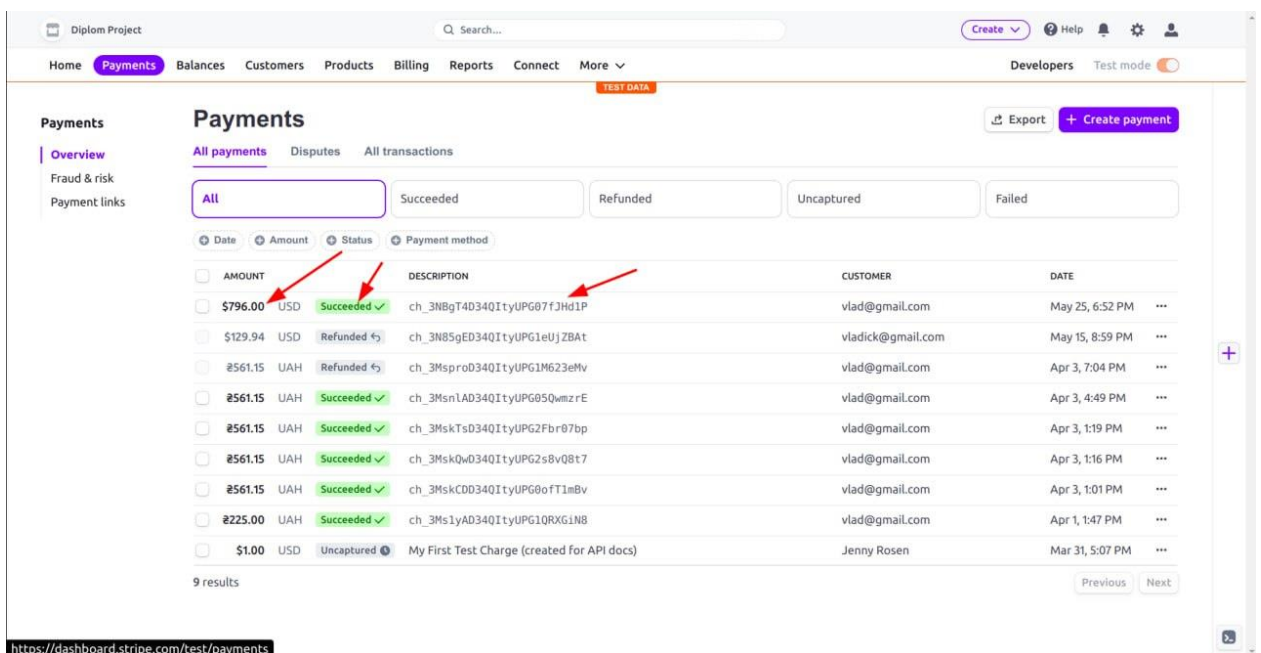 Diplom Project Search... Create Help
Home Payments Balances Customers Products Billing Reports Connect More Developers Test mode
TEST DATA
Payments Payments Export + Create payment
Overview All payments Disputes All transactions
Fraud & risk
Payment links All Succeeded Refunded Uncaptured Failed
Date Amount Status Payment method
AMOUNT DESCRIPTION CUSTOMER DATE
$796.00 USD Succeeded ✓ ch_3NBgT4D34QItyUPG07fJHd1P vlad@gmail.com May 25, 6:52 PM •••
$129.94 USD Refunded ch_3N85gED34QItyUPG1eUjZBAt vladick@gmail.com May 15, 8:59 PM •••
₴561.15 UAH Refunded ch_3MsproD34QItyUPG1M623eMv vlad@gmail.com Apr 3, 7:04 PM •••
₴561.15 UAH Succeeded ✓ ch_3MsnlAD34QItyUPG05QwmzrE vlad@gmail.com Apr 3, 4:49 PM •••
₴561.15 UAH Succeeded ✓ ch_3MskTsD34QItyUPG2Fbr07bp vlad@gmail.com Apr 3, 1:19 PM •••
₴561.15 UAH Succeeded ✓ ch_3MskQwD34QItyUPG2s8vQ8t7 vlad@gmail.com Apr 3, 1:16 PM •••
₴561.15 UAH Succeeded ✓ ch_3MskCDD34QItyUPG0ofT1mBv vlad@gmail.com Apr 3, 1:01 PM •••
₴225.00 UAH Succeeded ✓ ch_3Ms1yAD34QItyUPG1QRXGiN8 vlad@gmail.com Apr 1, 1:47 PM •••
$1.00 USD Uncaptured My First Test Charge (created for API docs) Jenny Rosen Mar 31, 5:07 PM •••
9 results Previous Next
https://dashboard.stripe.com/test/payments